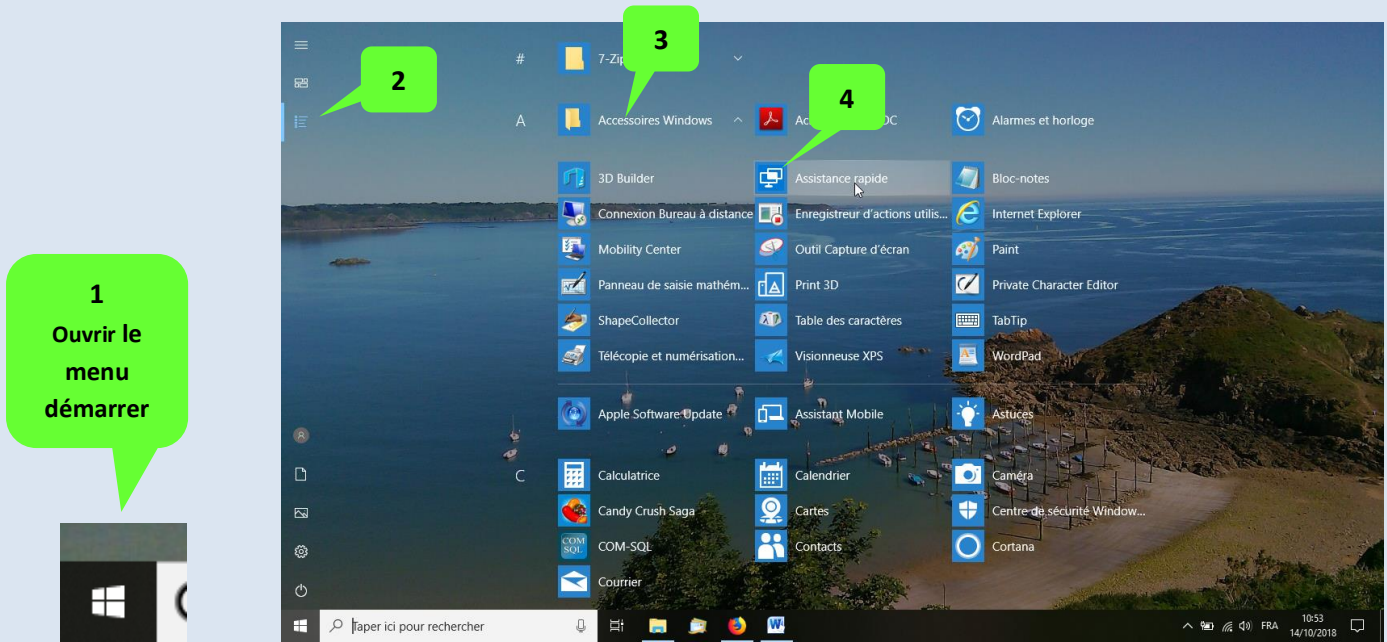 1
Ouvrir le
menu
démarrer
2
3
4
#
7-Zip
A
Accessoires Windows
DC
Alarmes et horloge
3D Builder
Assistance rapide
Bloc-notes
Connexion Bureau à distance
Enregistreur d'actions utilis...
Internet Explorer
Mobility Center
Outil Capture d'écran
Paint
Panneau de saisie mathém...
Print 3D
Private Character Editor
ShapeCollector
Table des caractères
TabTip
Télécopie et numérisation...
Visionneuse XPS
WordPad
Apple Software Update
Assistant Mobile
Astuces
C
Calculatrice
Calendrier
Caméra
Candy Crush Saga
Cartes
Centre de sécurité Window...
COM
SQL
COM-SQL
Contacts
Cortana
Courrier
Taper ici pour rechercher
FRA
10:53
14/10/2018